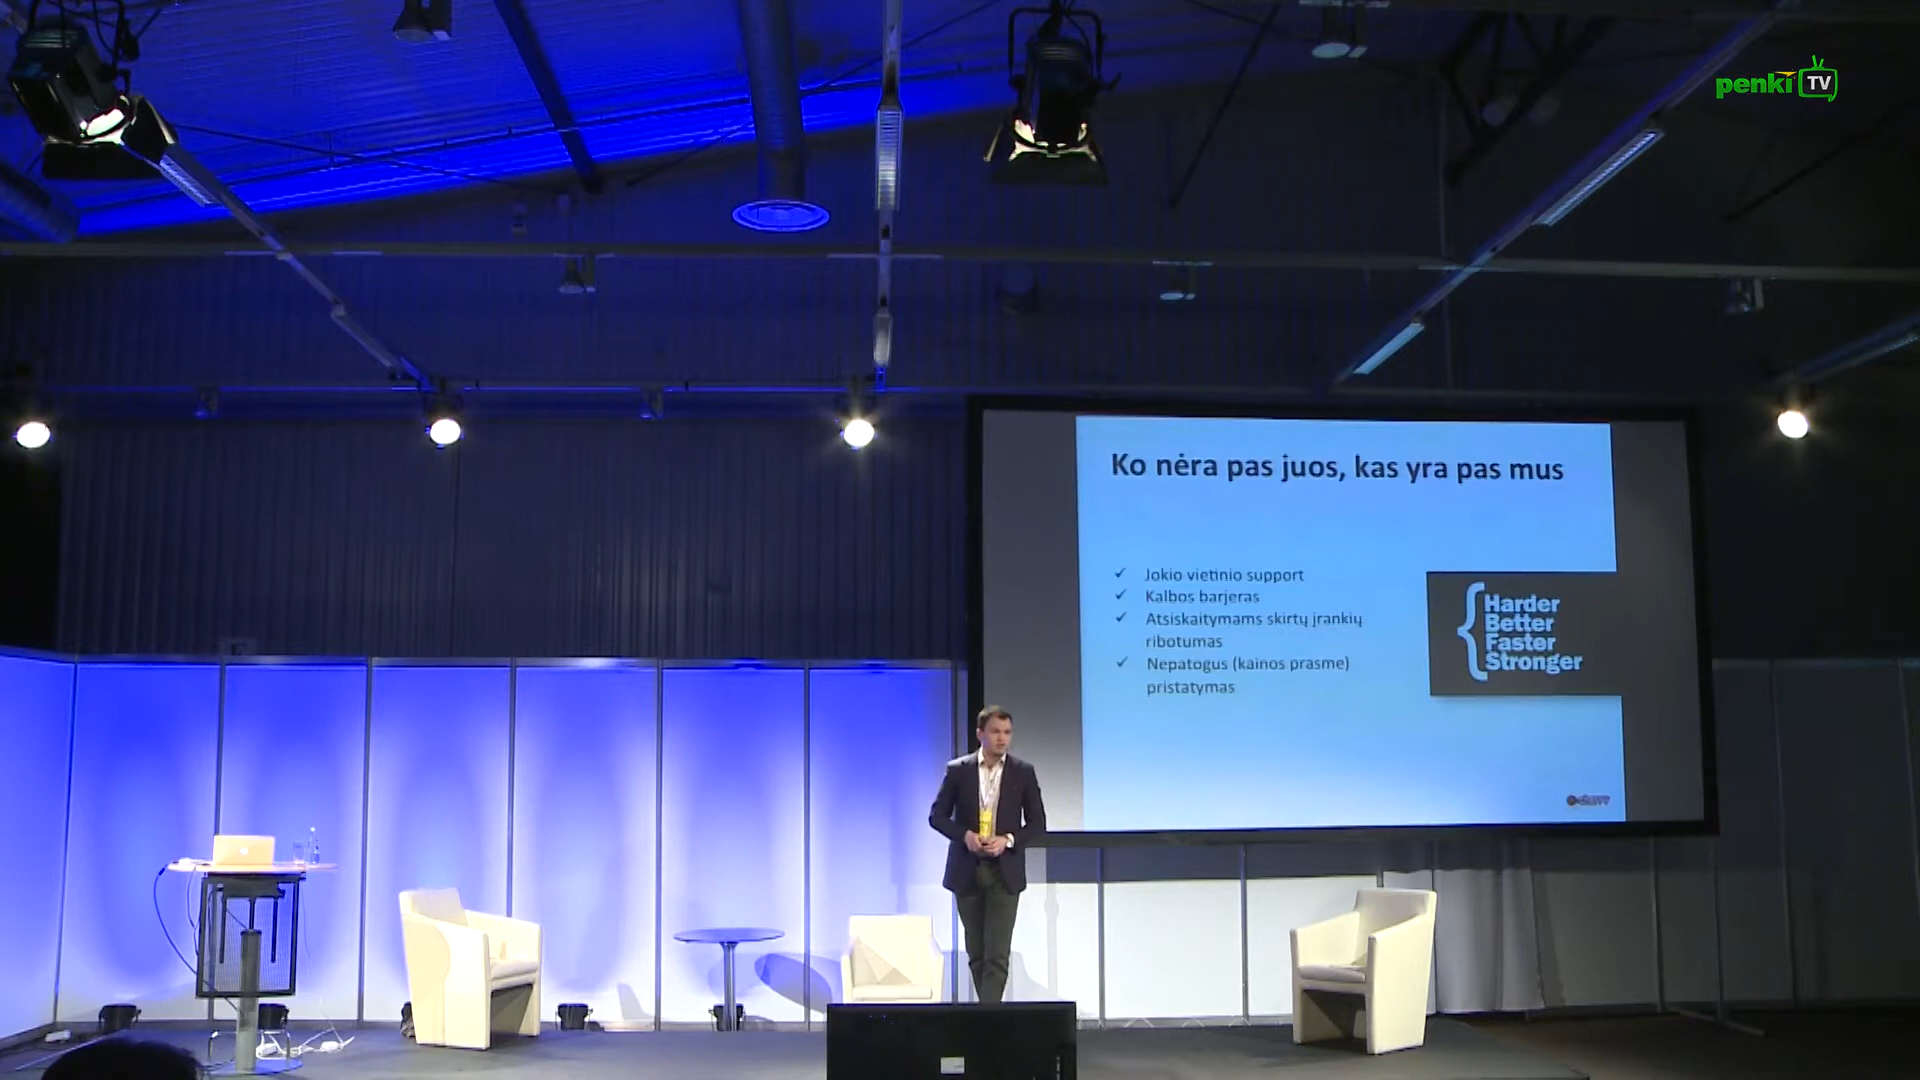 penki TV
Ko nėra pas juos, kas yra pas mus
Jokio vietinio support
Kalbos barjeras
Atsiskaitymams skirtų įrankių
ribotumas
Nepatogus (kainos prasme)
pristatymas
Harder
Better
Faster
Stronger